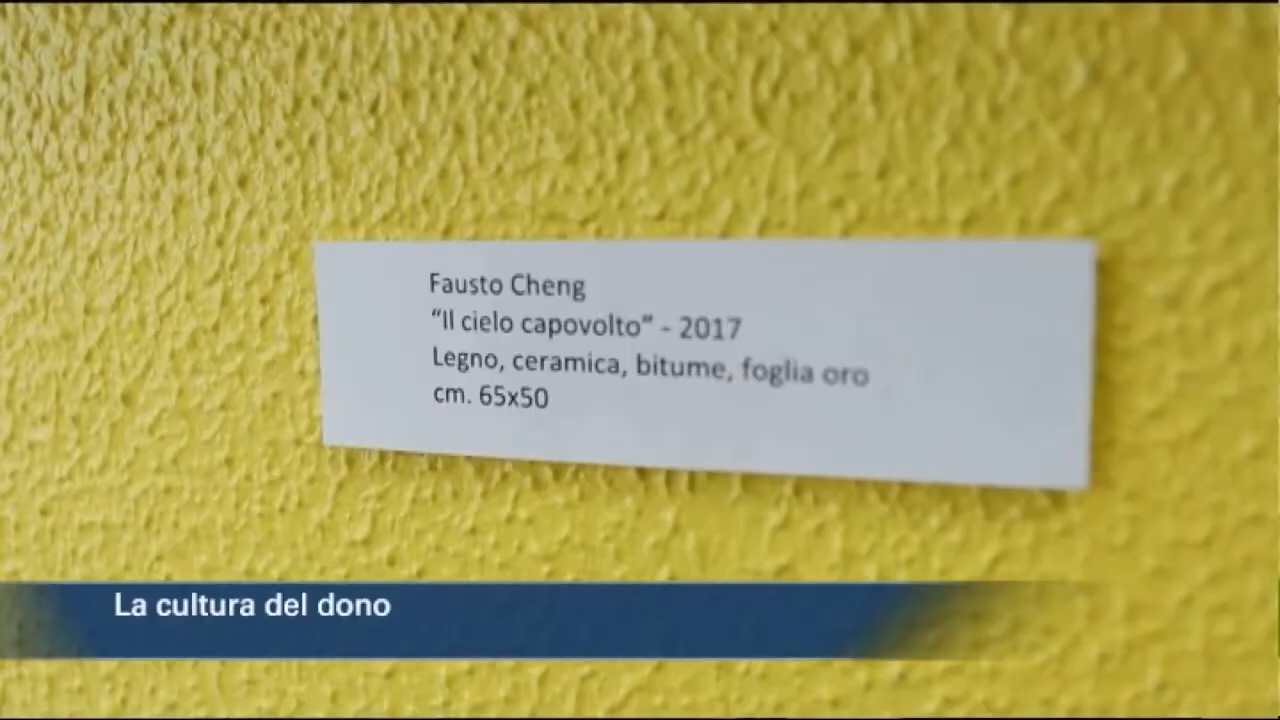 Fausto Cheng
“Il cielo capovolto” - 2017
Legno, ceramica, bitume, foglia oro
cm. 65x50
La cultura del dono